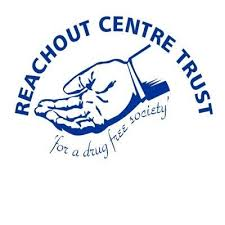 REACHOUT CENTRE TRUST
'for a drug free society'